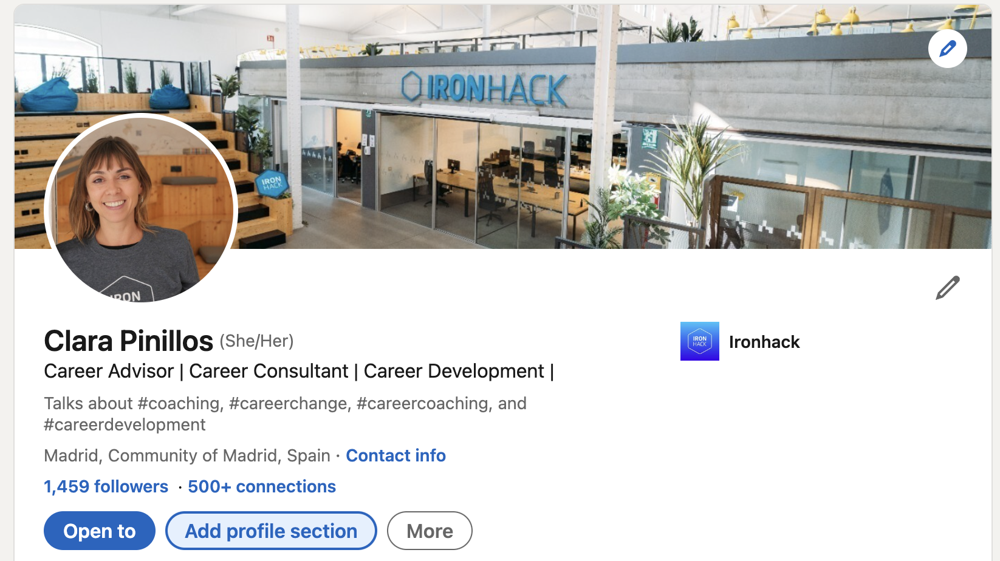 IRONHACK
IRON
HACK
IRON
Clara Pinillos (She/Her)
Career Advisor | Career Consultant | Career Development |
Talks about #coaching, #careerchange, #careercoaching, and
#careerdevelopment
Madrid, Community of Madrid, Spain · Contact info
1,459 followers · 500+ connections
Open to
Add profile section
More
IRON
HACK
Ironhack